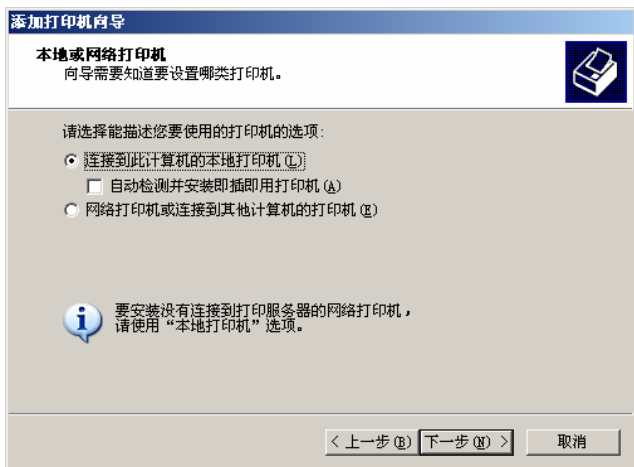 添加打印机向导
本地或网络打印机
向导需要知道要设置哪类打印机。
请选择能描述您要使用的打印机的选项:
连接到此计算机的本地打印机(L)
自动检测并安装即插即用打印机(A)
网络打印机或连接到其他计算机的打印机(E)
要安装没有连接到打印服务器的网络打印机，
请使用“本地打印机”选项。
< 上一步(B) 下一步(N) > 取消